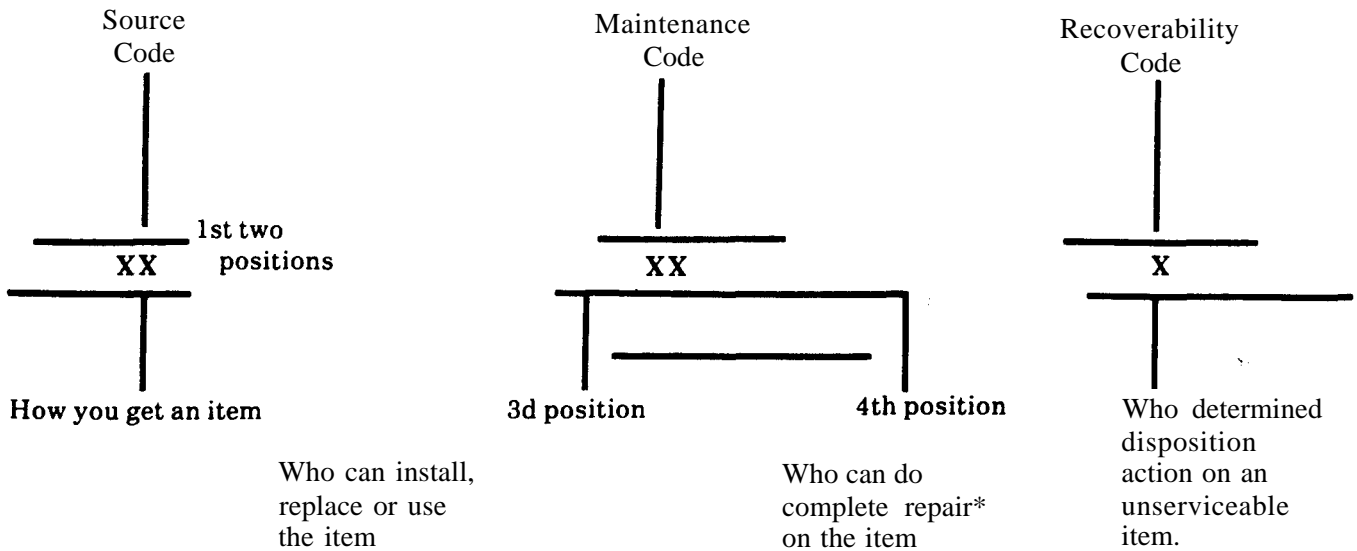 Source
Code
Maintenance
Code
Recoverability
Code
1st two
positions
XX
XX
X
How you get an item
3d position
4th position
Who can install,
replace or use
the item
Who can do
complete repair*
on the item
Who determined
disposition
action on an
unserviceable
item.